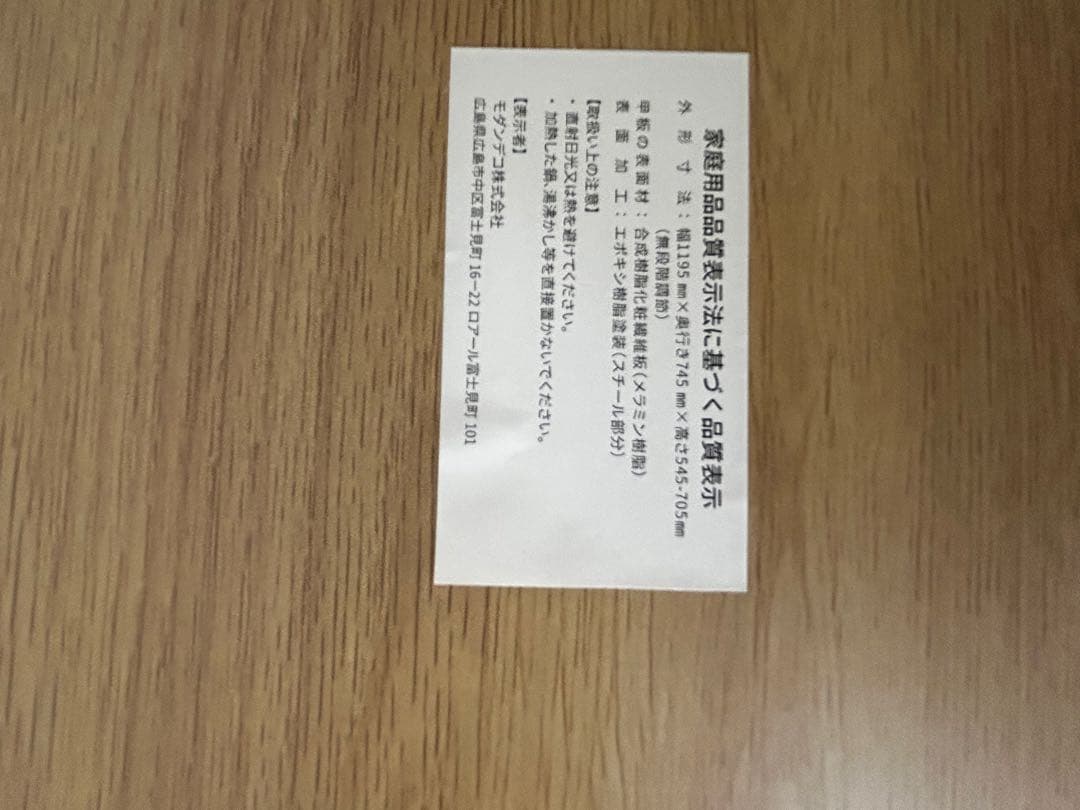 家庭用品品質表示法に基づく品質表示
外形寸法：幅1195㎜×奥行き745㎜×高さ545-705㎜
（無段階調節）
甲板の表面材：合成樹脂化粧繊維板（メラミン樹脂）
表面加工：エポキシ樹脂塗装（スチール部分）
【取扱い上の注意】
・直射日光又は熱を避けてください。
・加熱した鍋、湯沸かし等を直接置かないでください。
【表示者】
モダンデコ株式会社
広島県広島市中区富士見町16－22ロアール富士見町101